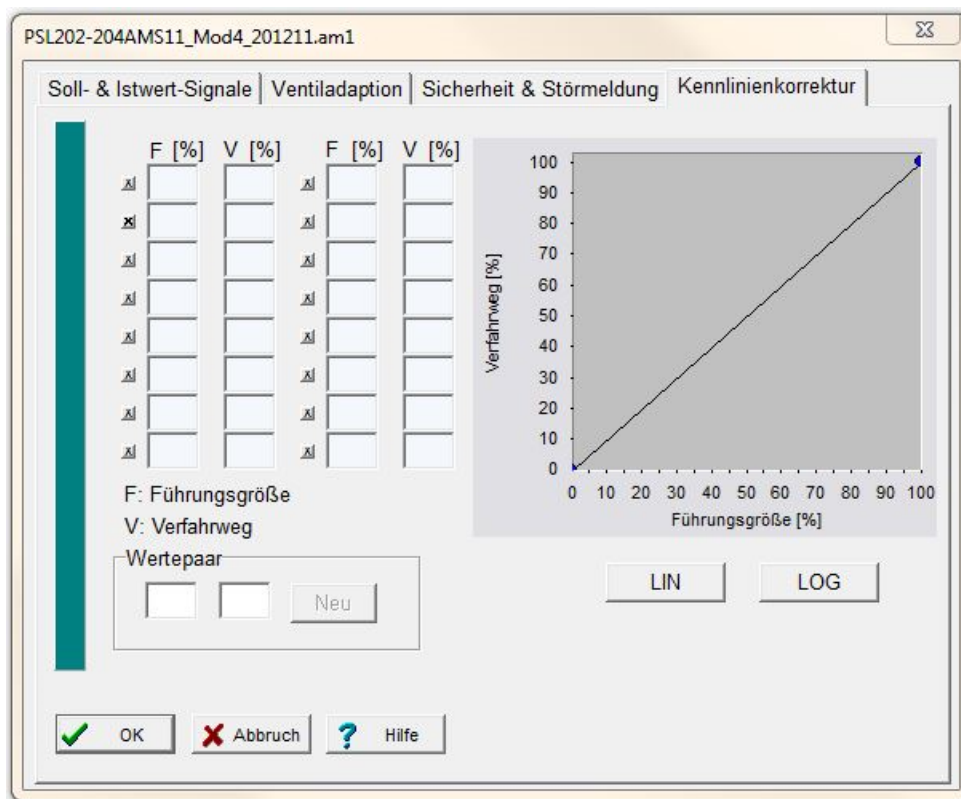 PSL202-204AMS11_Mod4_201211.am1
Soll- & Istwert-Signale Ventiladaption Sicherheit & Störmeldung Kennlinienkorrektur
F [%] V [%] F [%] V [%]
x x
x x
x x
x x
x x
x x
x x
x x
F: Führungsgröße
V: Verfahrweg
Wertepaar
Neu
Verfahrweg [%]
100
90
80
70
60
50
40
30
20
10
0
0 10 20 30 40 50 60 70 80 90 100
Führungsgröße [%]
LIN LOG
OK Abbruch ? Hilfe